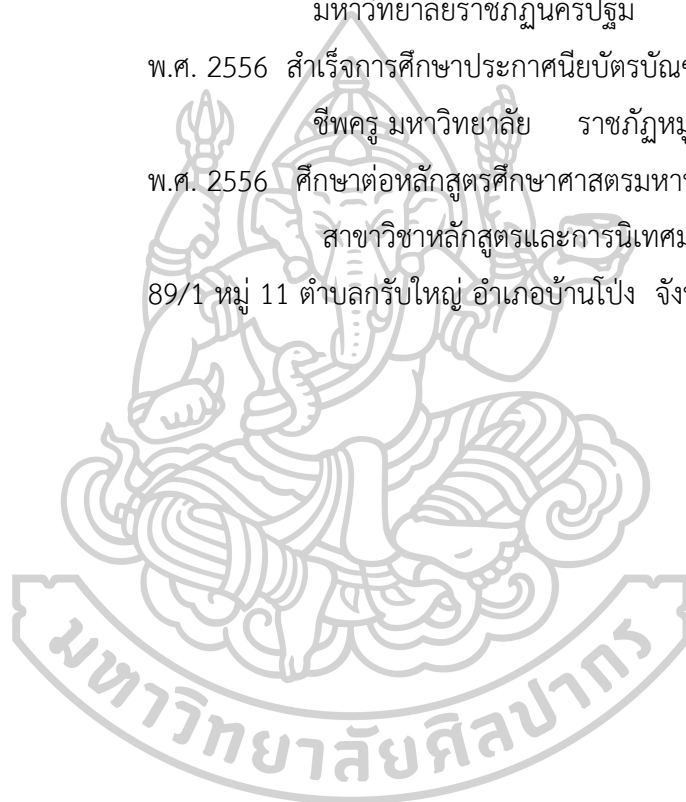 มหาวิทยาลัยราชภัฏนครปฐม
พ.ศ. 2556 สำเร็จการศึกษาประกาศนียบัตรบัณ
ชีพครู มหาวิทยาลัย ราชภัฏหมู
พ.ศ. 2556 ศึกษาต่อหลักสูตรศึกษาศาสตรมหา
สาขาวิชาหลักสูตรและการนิเทศ
89/1 หมู่ 11 ตำบลกรับใหญ่ อำเภอบ้านโป่ง จัง
มหาวิทยาลัยศิลปากร